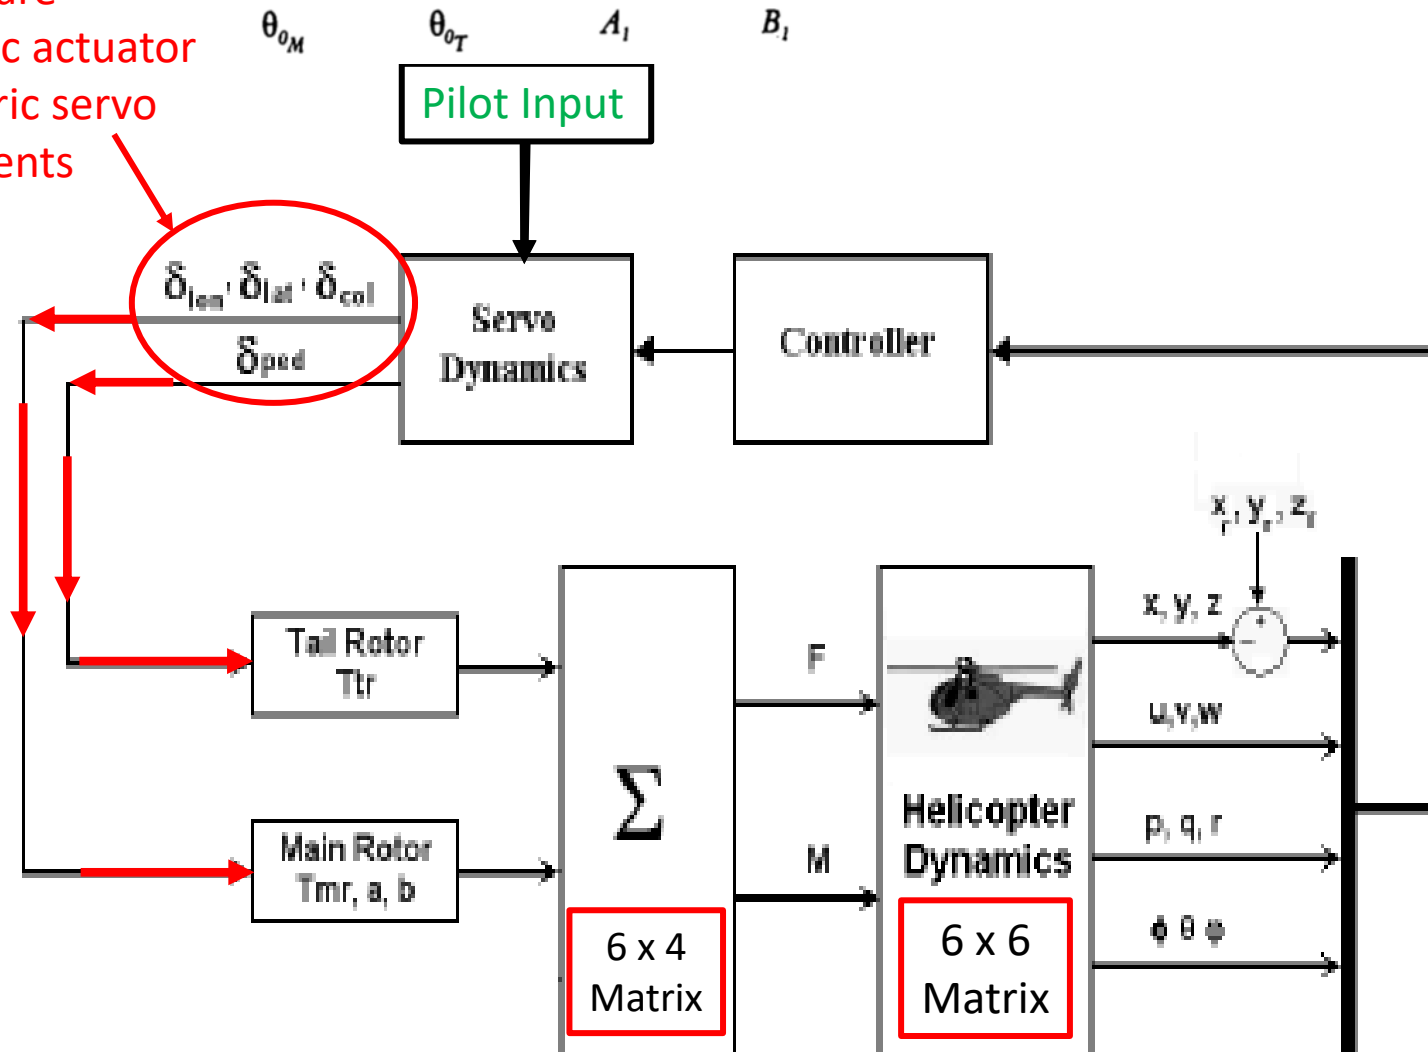 θ0M θ0T A1 B1
c actuator
ric servo
ents
Pilot Input
δlon, δlat, δcol
δped
Servo
Dynamics
Controller
xr, yr, zr
x, y, z
+
−
Tail Rotor
Ttr
F
u,v,w
Σ
Helicopter
Dynamics
p, q, r
Main Rotor
Tmr, a, b
M
6 x 4
Matrix
6 x 6
Matrix
ϕ θ φ